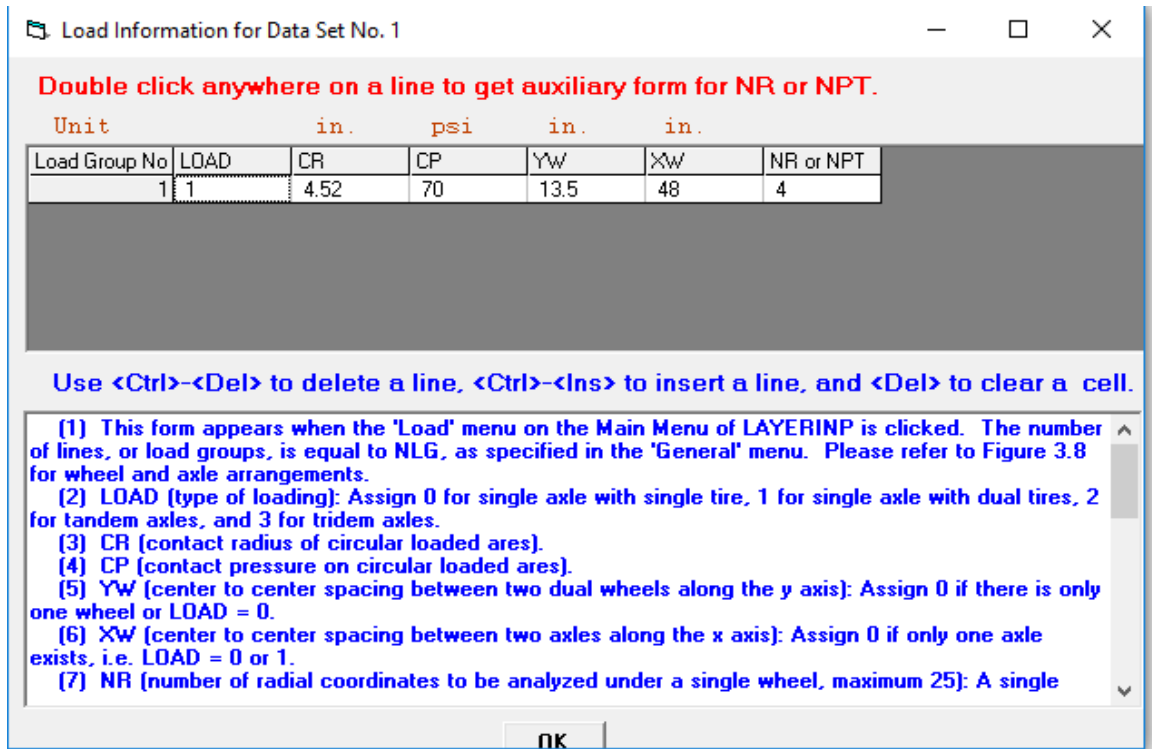 Load Information for Data Set No. 1
Double click anywhere on a line to get auxiliary form for NR or NPT.
Unit in. psi in. in.
Load Group No LOAD CR CP YW XW NR or NPT
1 1 4.52 70 13.5 48 4
Use <Ctrl>-<Del> to delete a line, <Ctrl>-<Ins> to insert a line, and <Del> to clear a cell.
(1) This form appears when the 'Load' menu on the Main Menu of LAYERINP is clicked. The number
of lines, or load groups, is equal to NLG, as specified in the 'General' menu. Please refer to Figure 3.8
for wheel and axle arrangements.
(2) LOAD (type of loading): Assign 0 for single axle with single tire, 1 for single axle with dual tires, 2
for tandem axles, and 3 for tridem axles.
(3) CR (contact radius of circular loaded ares).
(4) CP (contact pressure on circular loaded ares).
(5) YW (center to center spacing between two dual wheels along the y axis): Assign 0 if there is only
one wheel or LOAD = 0.
(6) XW (center to center spacing between two axles along the x axis): Assign 0 if only one axle
exists, i.e. LOAD = 0 or 1.
(7) NR (number of radial coordinates to be analyzed under a single wheel, maximum 25): A single
OK